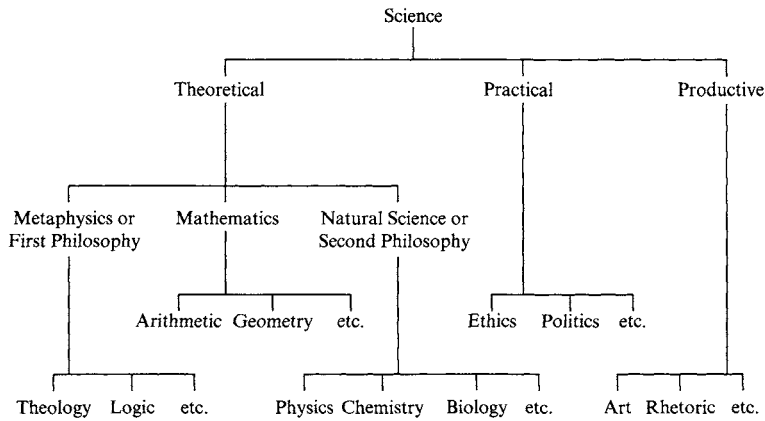 Science
Theoretical Practical Productive
Metaphysics or Mathematics Natural Science or
First Philosophy Second Philosophy
Arithmetic Geometry etc. Ethics Politics etc.
Theology Logic etc. Physics Chemistry Biology etc. Art Rhetoric etc.